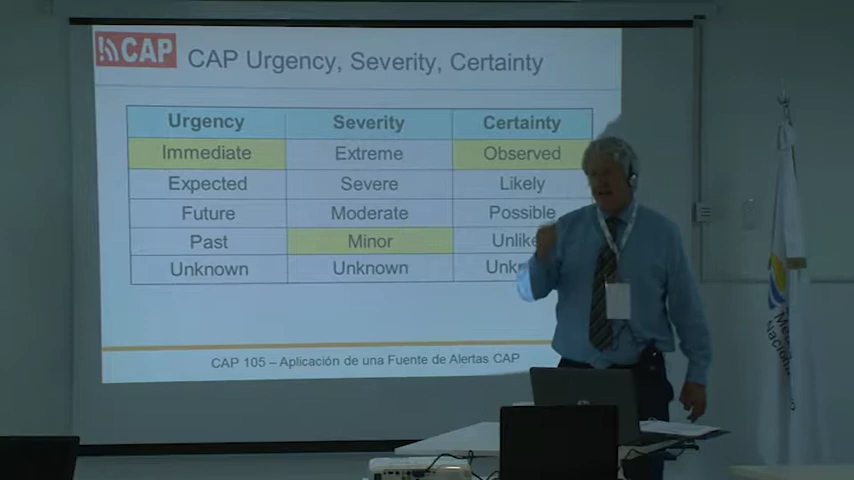 CAP
CAP Urgency, Severity, Certainty
Urgency Severity Certainty
Immediate Extreme Observed
Expected Severe Likely
Future Moderate Possible
Past Minor
Unknown Unknown
CAP 105 – Aplicación de una Fuente de Alertas CAP